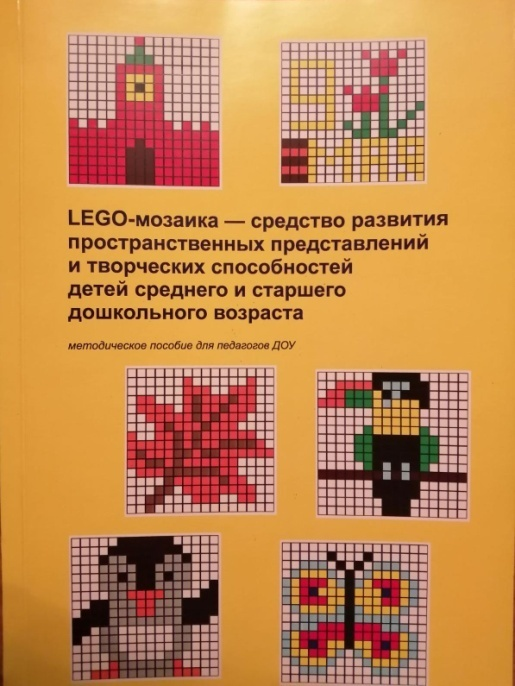 9
МАЯ
LEGO-мозаика — средство развития
пространственных представлений
и творческих способностей
детей среднего и старшего
дошкольного возраста
методическое пособие для педагогов ДОУ